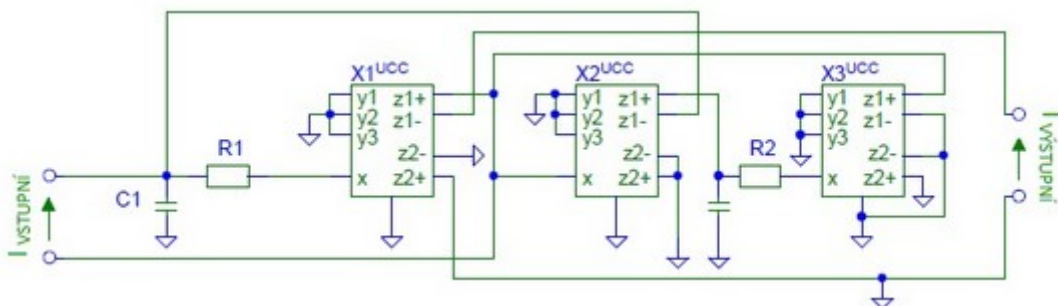 X1UCC
X2UCC
X3UCC
y1
y2
y3
x
z1+
z1-
z2-
z2+
y1
y2
y3
x
z1+
z1-
z2-
z2+
y1
y2
y3
x
z1+
z1-
z2-
z2+
R1
R2
C1
I VSTUPNÍ
I VÝSTUPNÍ